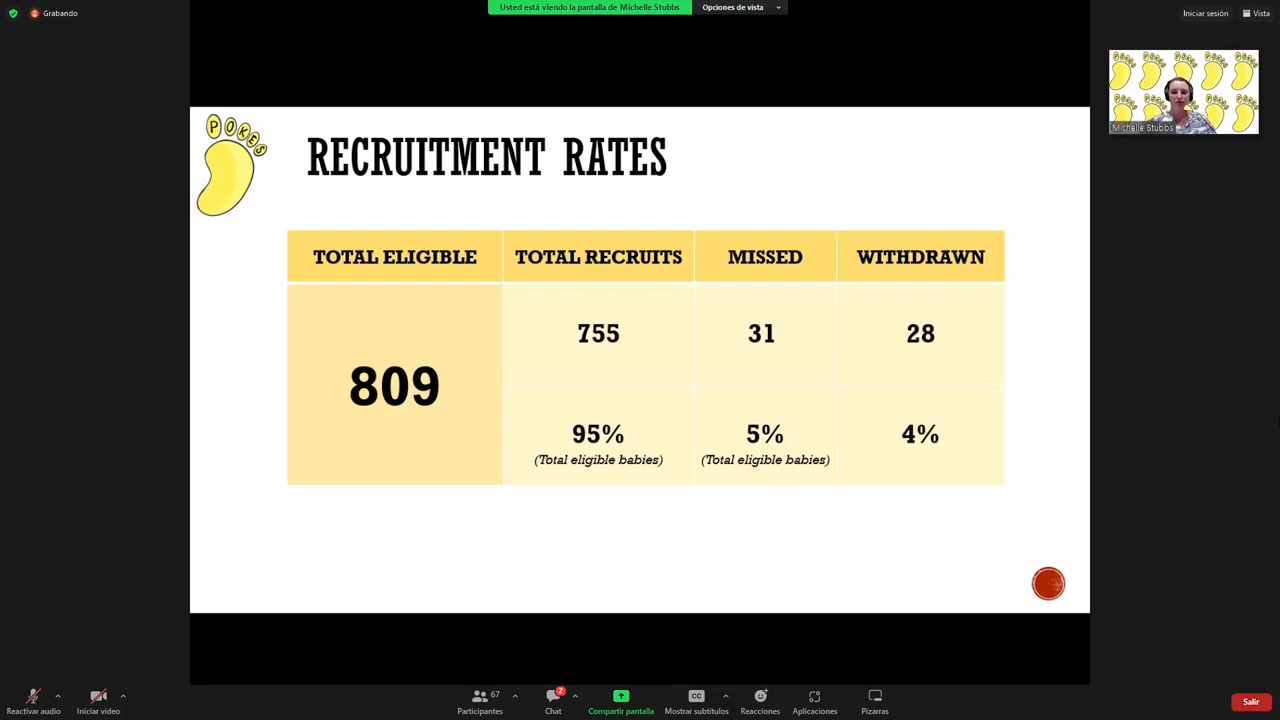 Grabando
Usted está viendo la pantalla de Michelle Stubbs
Opciones de vista
Iniciar sesión
Vista
Michelle Stubbs
POKES
RECRUITMENT RATES
TOTAL ELIGIBLE
TOTAL RECRUITS
MISSED
WITHDRAWN
809
755
31
28
95%
(Total eligible babies)
5%
(Total eligible babies)
4%
Reactivar audio
Iniciar video
67
Participantes
2
Chat
Compartir pantalla
CC
Mostrar subtítulos
Reacciones
Aplicaciones
Pizarras
Salir